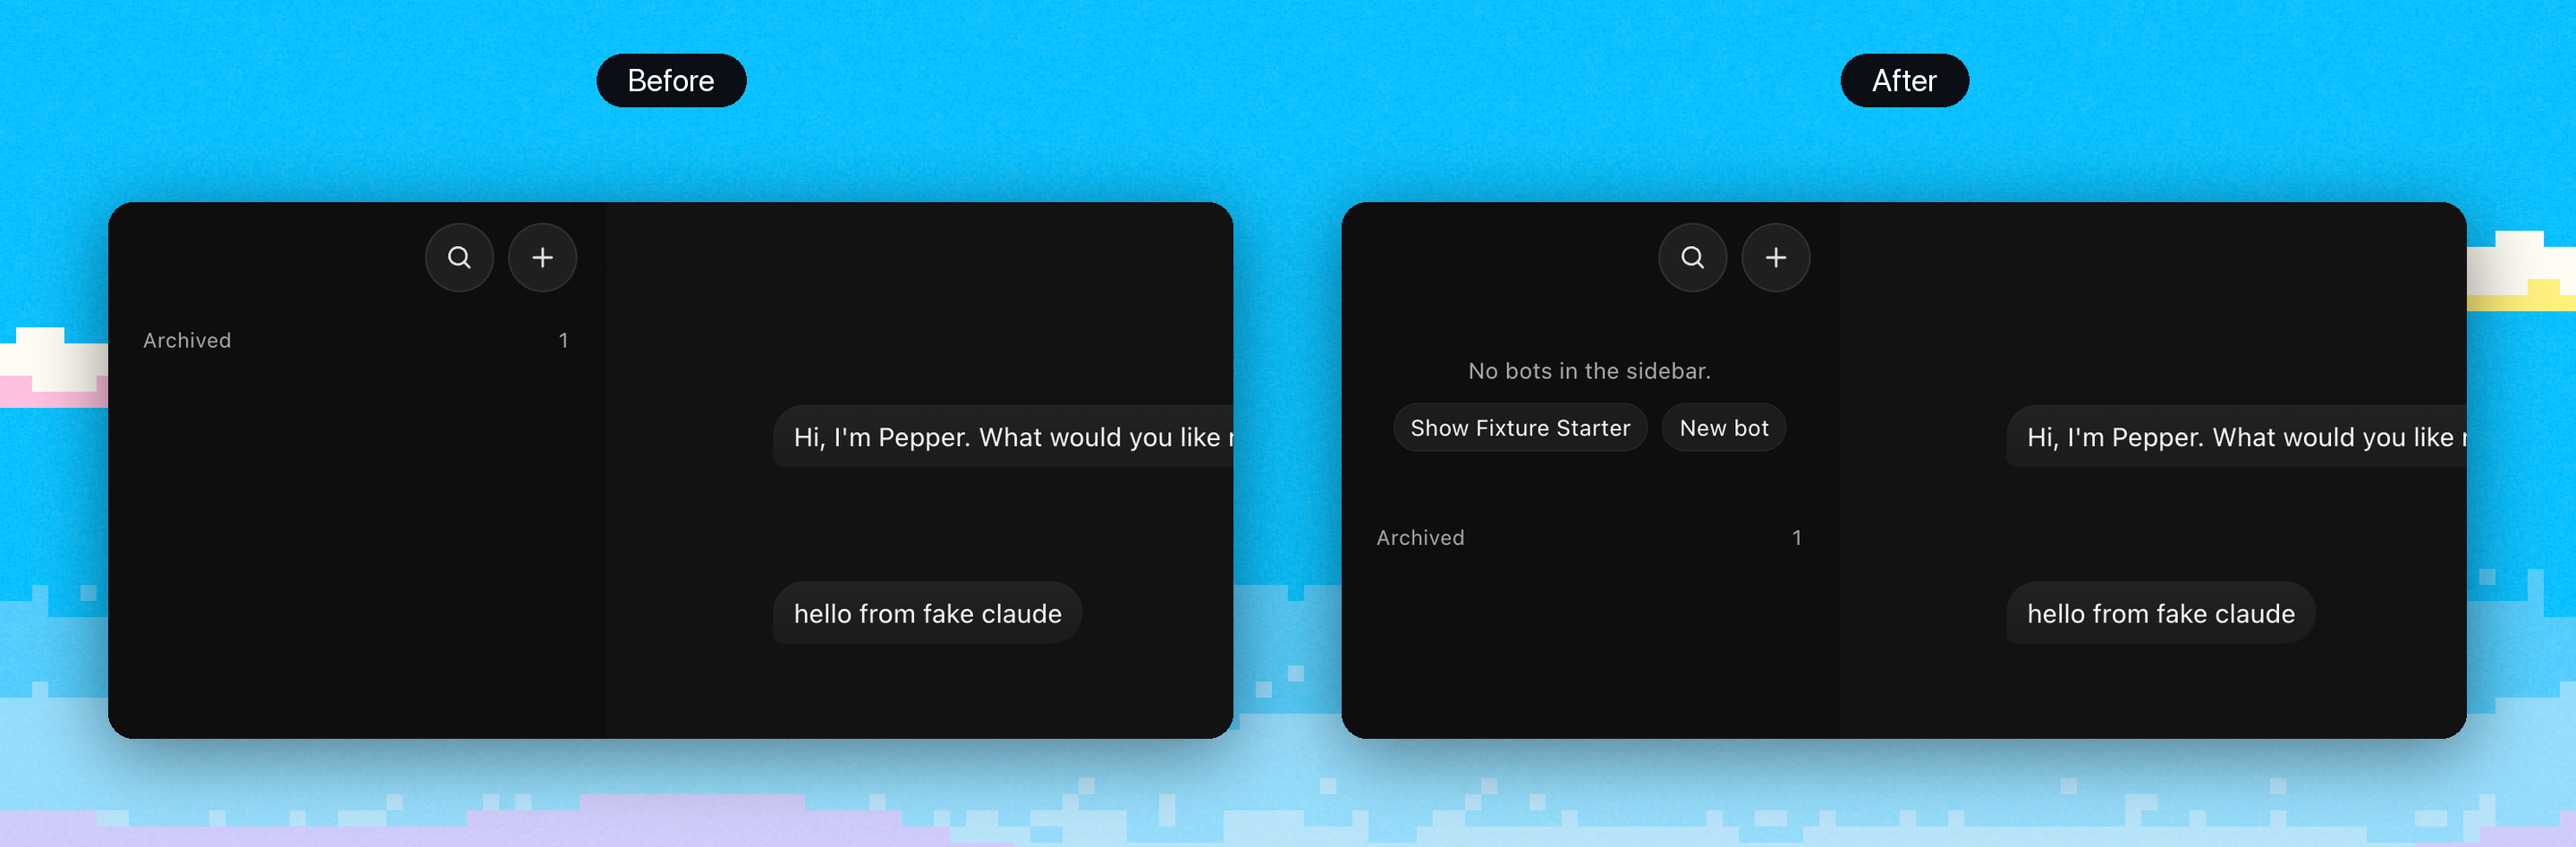 Before
After
Archived 1
Hi, I'm Pepper. What would you like
hello from fake claude
No bots in the sidebar.
Show Fixture Starter
New bot
Archived 1
Hi, I'm Pepper. What would you like
hello from fake claude